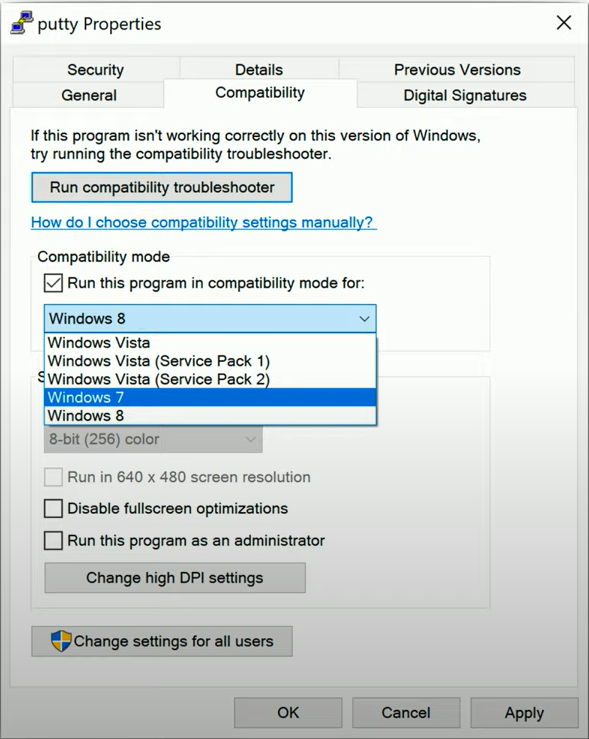 putty Properties
Security Details Previous Versions
General Compatibility Digital Signatures
If this program isn't working correctly on this version of Windows,
try running the compatibility troubleshooter.
Run compatibility troubleshooter
How do I choose compatibility settings manually?
Compatibility mode
Run this program in compatibility mode for:
Windows 8
Windows Vista
Windows Vista (Service Pack 1)
Windows Vista (Service Pack 2)
Windows 7
Windows 8
8-bit (256) color
Run in 640 x 480 screen resolution
Disable fullscreen optimizations
Run this program as an administrator
Change high DPI settings
Change settings for all users
OK Cancel Apply